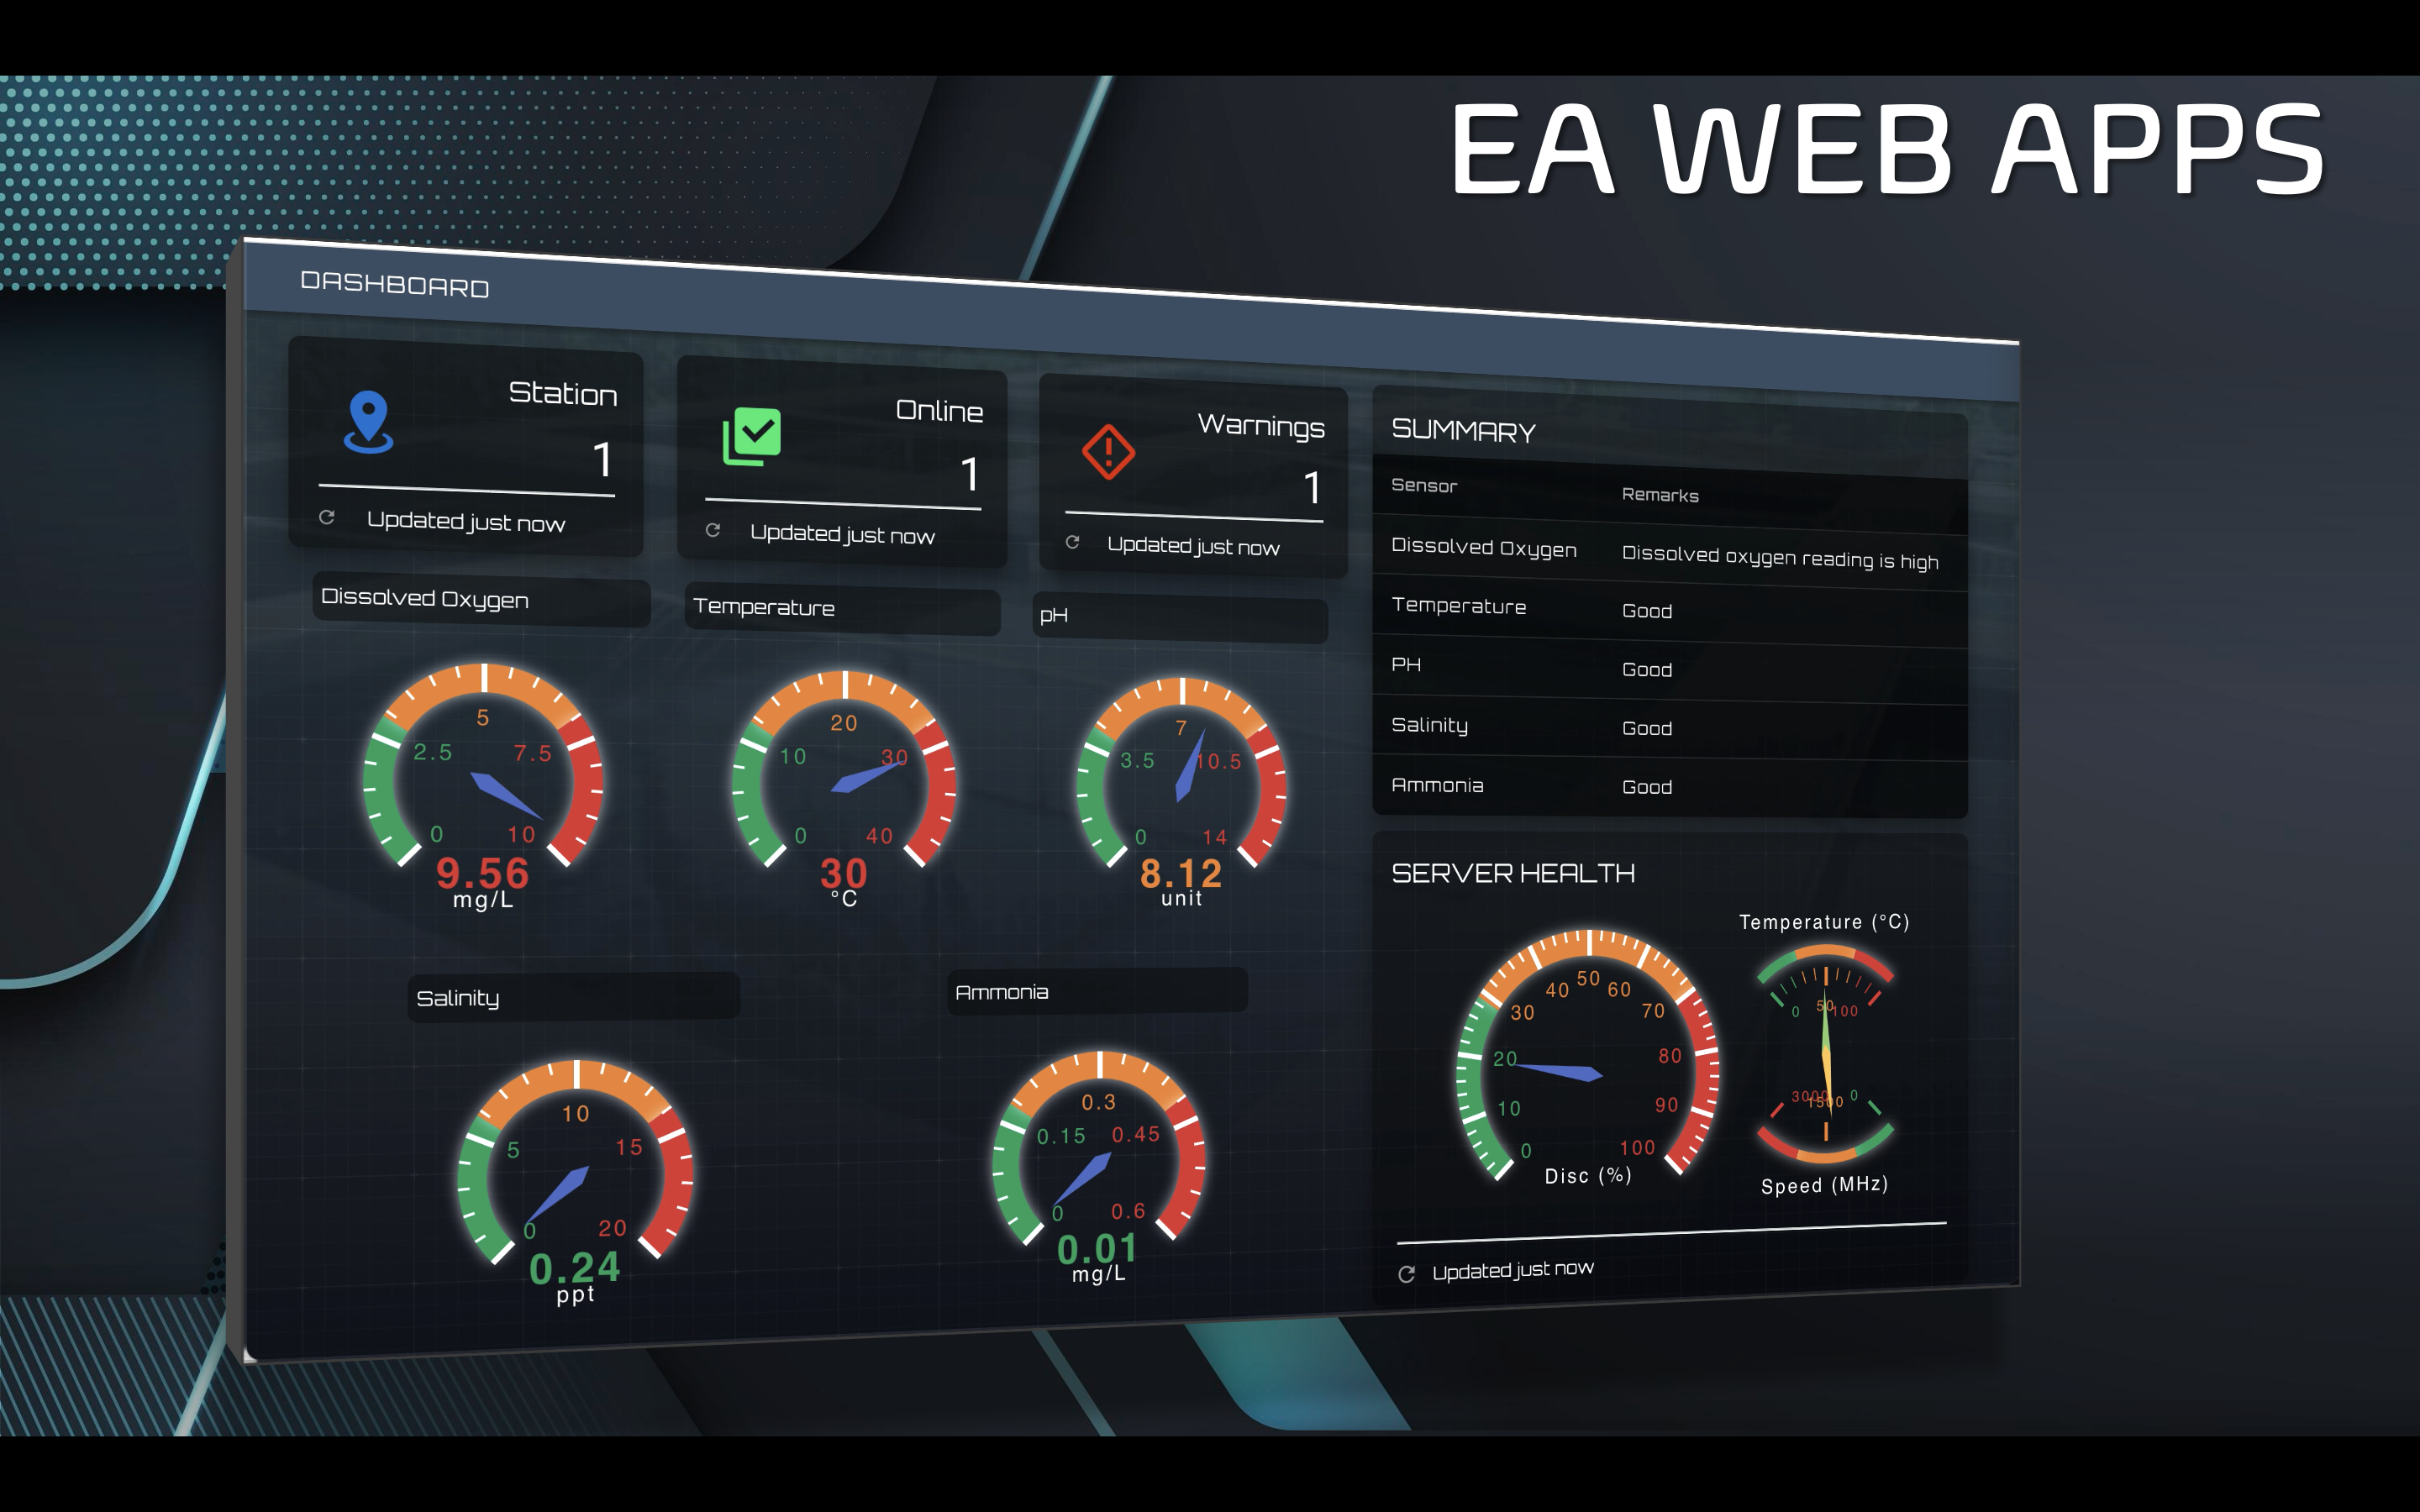 EA WEB APPS
DASHBOARD
Station
1
Updated just now
Online
1
Updated just now
Warnings
1
Updated just now
SUMMARY
Sensor Remarks
Dissolved Oxygen Dissolved oxygen reading is high
Temperature Good
PH Good
Salinity Good
Ammonia Good
Dissolved Oxygen
0 2.5 5 7.5 10
9.56
mg/L
Temperature
0 10 20 30 40
30
°C
pH
0 3.5 7 10.5 14
8.12
unit
Salinity
0 5 10 15 20
0.24
ppt
Ammonia
0 0.15 0.3 0.45 0.6
0.01
mg/L
SERVER HEALTH
0 10 20 30 40 50 60 70 80 90 100
Disc (%)
Temperature (°C)
0 50 100
3000 1500 0
Speed (MHz)
Updated just now